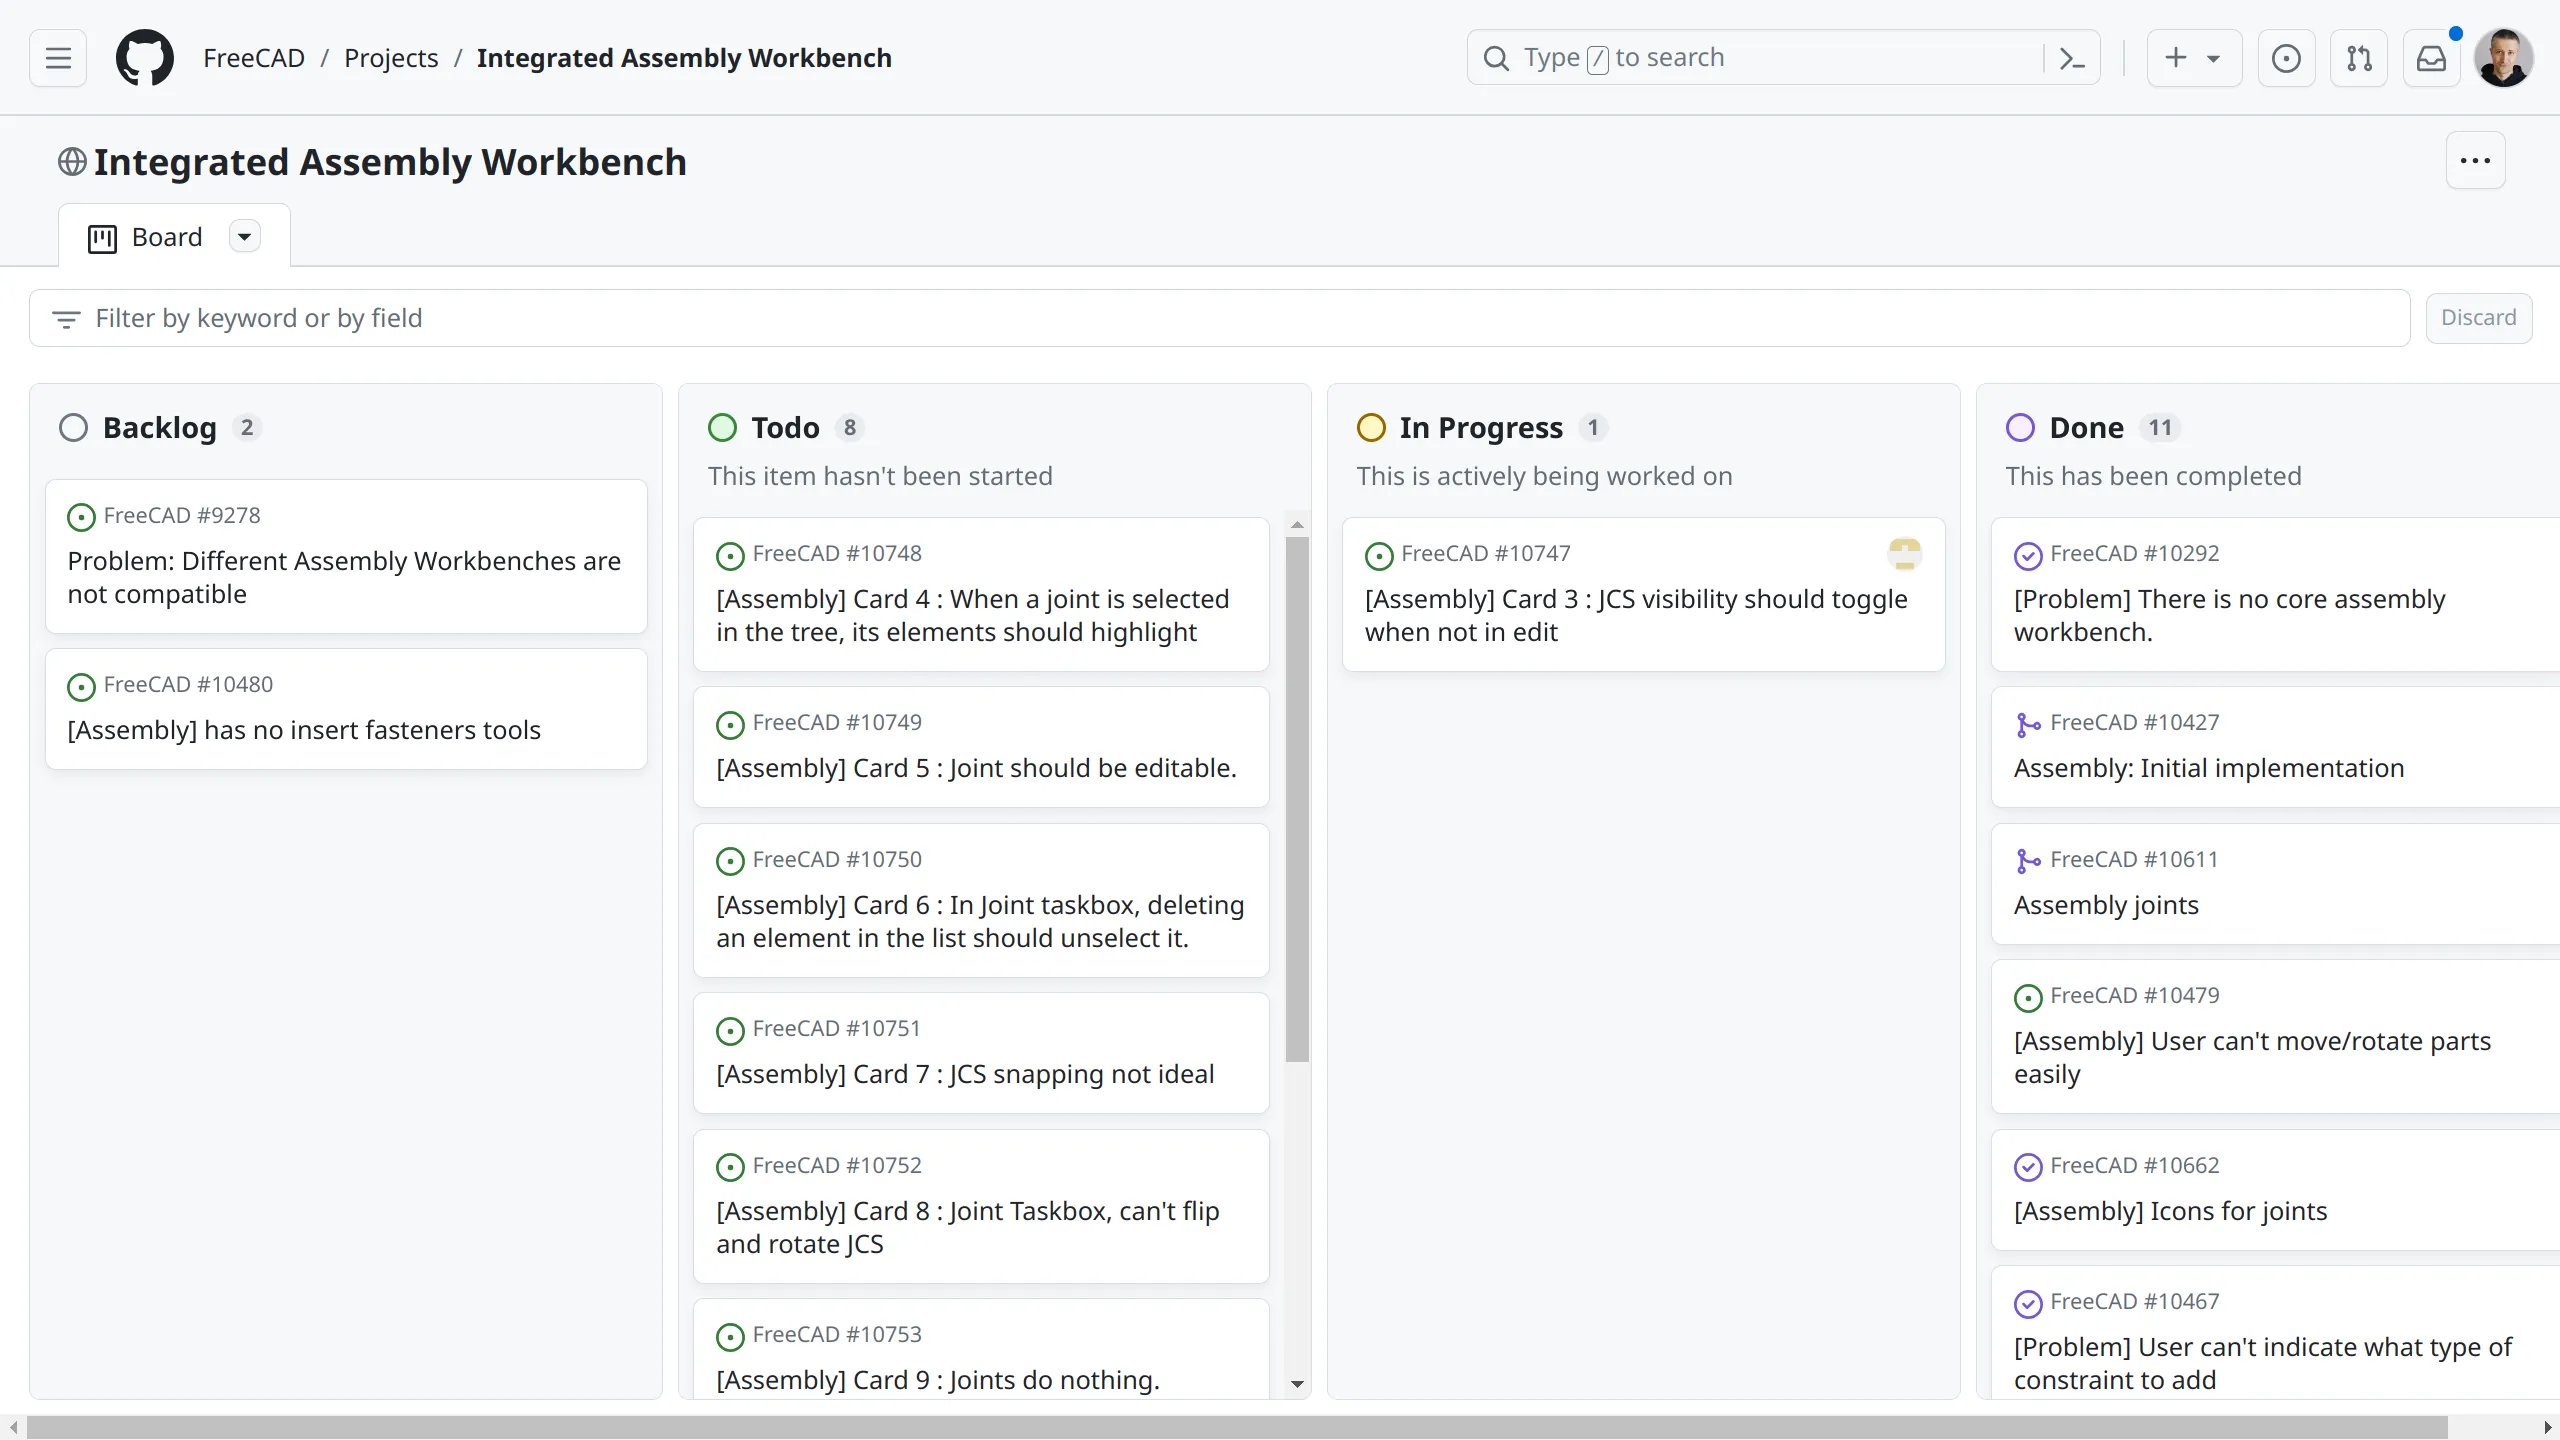 FreeCAD / Projects / Integrated Assembly Workbench
Type / to search
Integrated Assembly Workbench
Board
Filter by keyword or by field
Discard
Backlog 2
FreeCAD #9278
Problem: Different Assembly Workbenches are
not compatible
FreeCAD #10480
[Assembly] has no insert fasteners tools
Todo 8
This item hasn't been started
FreeCAD #10748
[Assembly] Card 4 : When a joint is selected
in the tree, its elements should highlight
FreeCAD #10749
[Assembly] Card 5 : Joint should be editable.
FreeCAD #10750
[Assembly] Card 6 : In Joint taskbox, deleting
an element in the list should unselect it.
FreeCAD #10751
[Assembly] Card 7 : JCS snapping not ideal
FreeCAD #10752
[Assembly] Card 8 : Joint Taskbox, can't flip
and rotate JCS
FreeCAD #10753
[Assembly] Card 9 : Joints do nothing.
In Progress 1
This is actively being worked on
FreeCAD #10747
[Assembly] Card 3 : JCS visibility should toggle
when not in edit
Done 11
This has been completed
FreeCAD #10292
[Problem] There is no core assembly
workbench.
FreeCAD #10427
Assembly: Initial implementation
FreeCAD #10611
Assembly joints
FreeCAD #10479
[Assembly] User can't move/rotate parts
easily
FreeCAD #10662
[Assembly] Icons for joints
FreeCAD #10467
[Problem] User can't indicate what type of
constraint to add